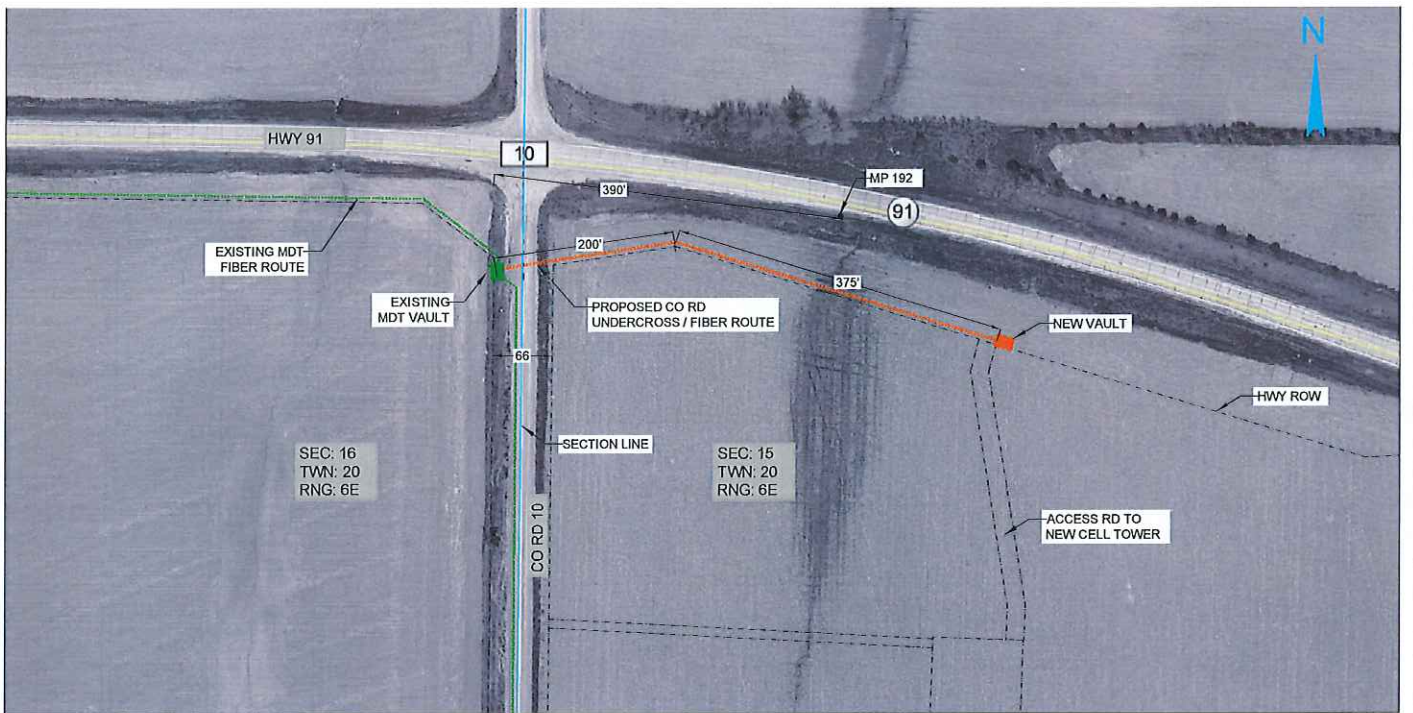 N
HWY 91
10
390'
MP 192
91
200'
EXISTING MDT
FIBER ROUTE
375'
EXISTING
MDT VAULT
PROPOSED CO RD
UNDERCROSS / FIBER ROUTE
NEW VAULT
66
HWY ROW
SECTION LINE
SEC: 16
TWN: 20
RNG: 6E
SEC: 15
TWN: 20
RNG: 6E
CO RD 10
ACCESS RD TO
NEW CELL TOWER